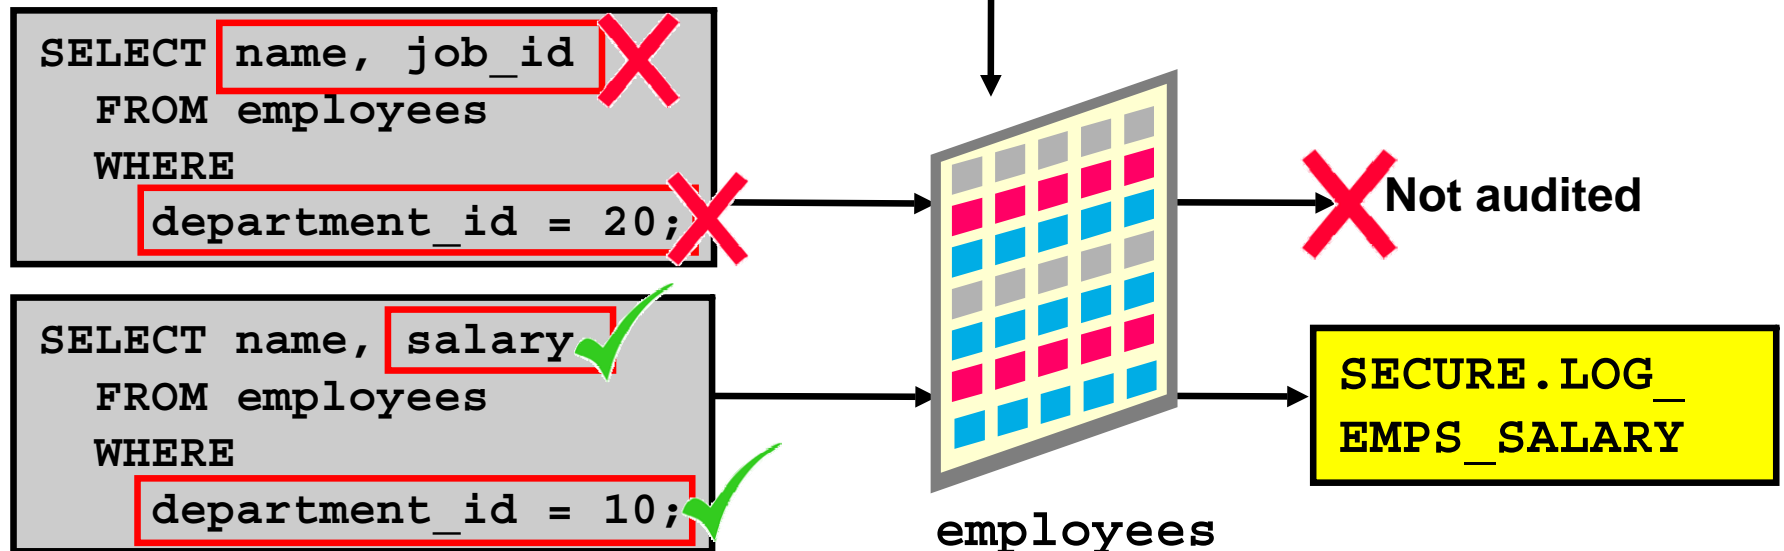 SELECT name, job_id
FROM employees
WHERE
department_id = 20;
Not audited
SELECT name, salary
FROM employees
WHERE
department_id = 10;
SECURE.LOG_
EMPS_SALARY
employees